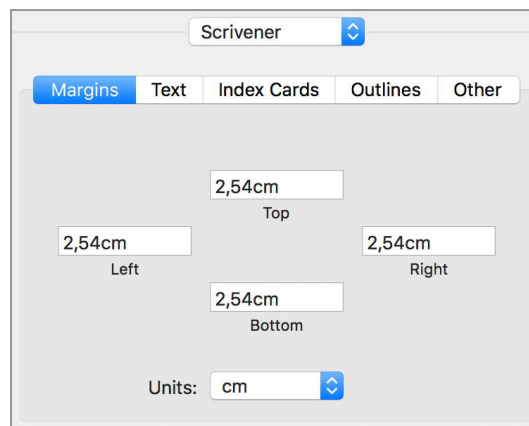 Scrivener
Margins Text Index Cards Outlines Other
2,54cm
Top
2,54cm 2,54cm
Left Right
2,54cm
Bottom
Units: cm